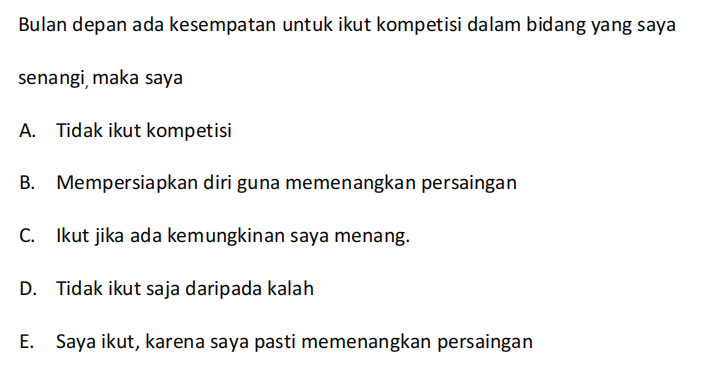 Bulan depan ada kesempatan untuk ikut kompetisi dalam bidang yang saya
senangi, maka saya
A. Tidak ikut kompetisi
B. Mempersiapkan diri guna memenangkan persaingan
C. Ikut jika ada kemungkinan saya menang.
D. Tidak ikut saja daripada kalah
E. Saya ikut, karena saya pasti memenangkan persaingan